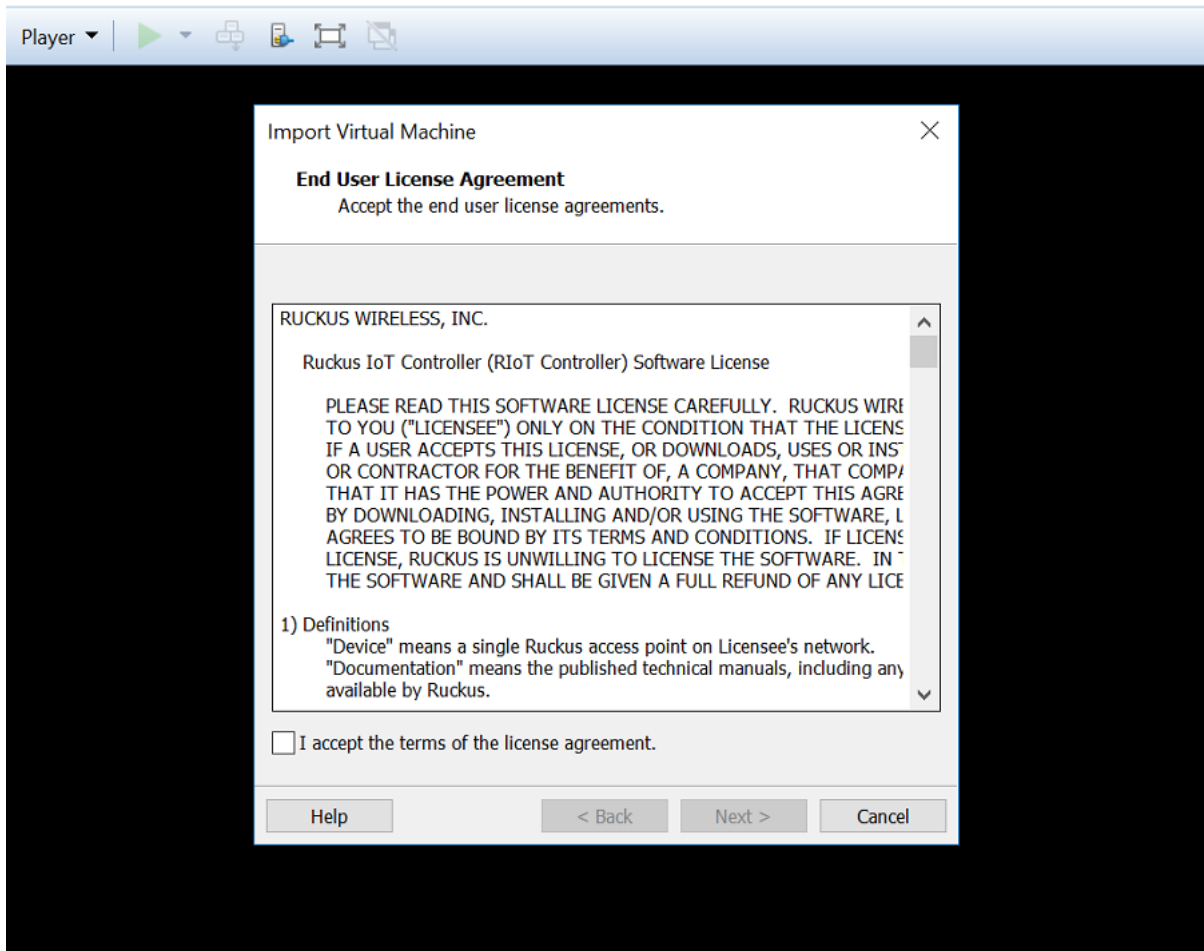 Player
Import Virtual Machine
End User License Agreement
Accept the end user license agreements.
RUCKUS WIRELESS, INC.
Ruckus IoT Controller (RIoT Controller) Software License
PLEASE READ THIS SOFTWARE LICENSE CAREFULLY.  RUCKUS WIRE
TO YOU ("LICENSEE") ONLY ON THE CONDITION THAT THE LICENS
IF A USER ACCEPTS THIS LICENSE, OR DOWNLOADS, USES OR INS
OR CONTRACTOR FOR THE BENEFIT OF, A COMPANY, THAT COMPA
THAT IT HAS THE POWER AND AUTHORITY TO ACCEPT THIS AGRE
BY DOWNLOADING, INSTALLING AND/OR USING THE SOFTWARE, L
AGREES TO BE BOUND BY ITS TERMS AND CONDITIONS.  IF LICENS
LICENSE, RUCKUS IS UNWILLING TO LICENSE THE SOFTWARE.  IN
THE SOFTWARE AND SHALL BE GIVEN A FULL REFUND OF ANY LICE
1) Definitions
"Device" means a single Ruckus access point on Licensee's network.
"Documentation" means the published technical manuals, including any
available by Ruckus.
I accept the terms of the license agreement.
Help
< Back
Next >
Cancel